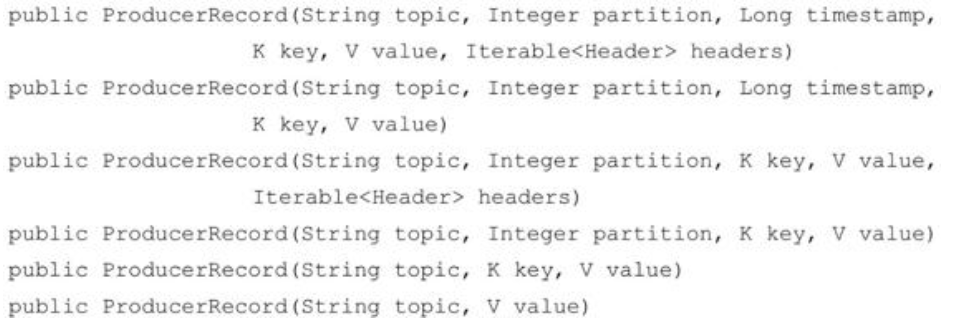 public ProducerRecord(String topic, Integer partition, Long timestamp,
K key, V value, Iterable<Header> headers)
public ProducerRecord(String topic, Integer partition, Long timestamp,
K key, V value)
public ProducerRecord(String topic, Integer partition, K key, V value,
Iterable<Header> headers)
public ProducerRecord(String topic, Integer partition, K key, V value)
public ProducerRecord(String topic, K key, V value)
public ProducerRecord(String topic, V value)